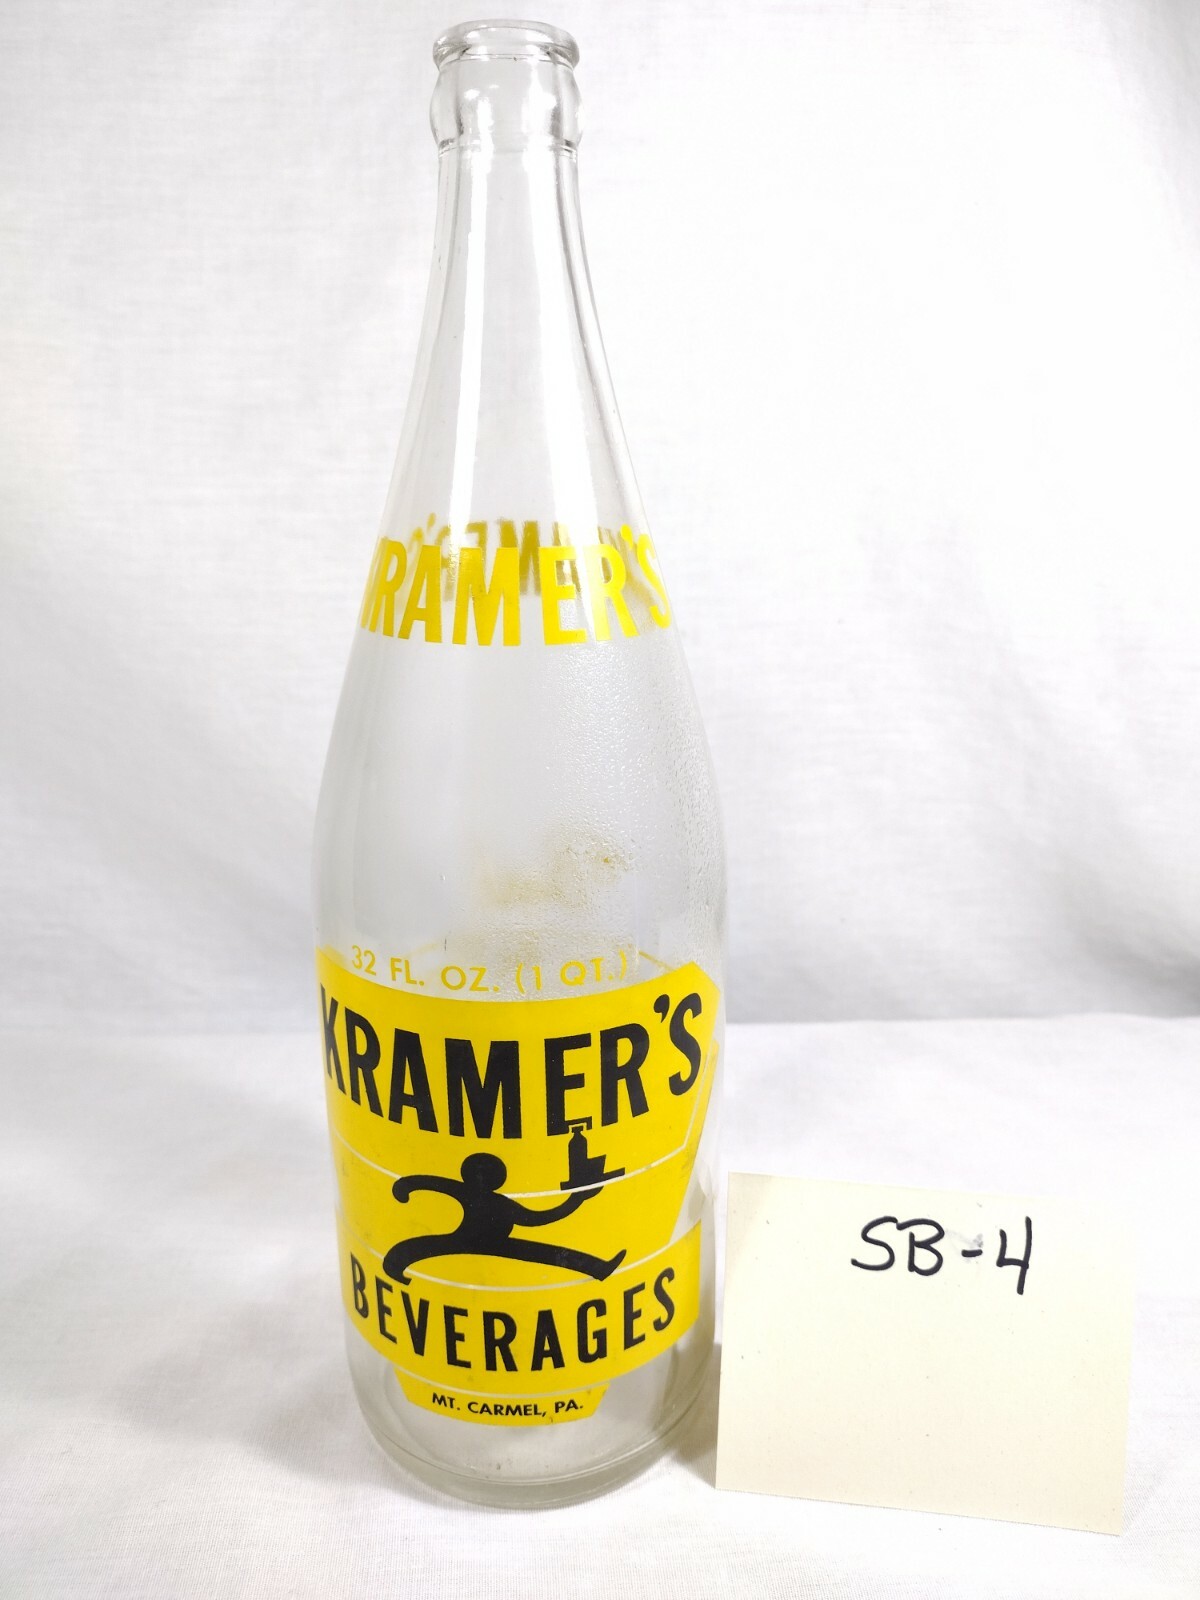 KRAMER'S
32 FL. OZ. (1 QT.)
KRAMER'S
BEVERAGES
MT. CARMEL, PA.
SB-4